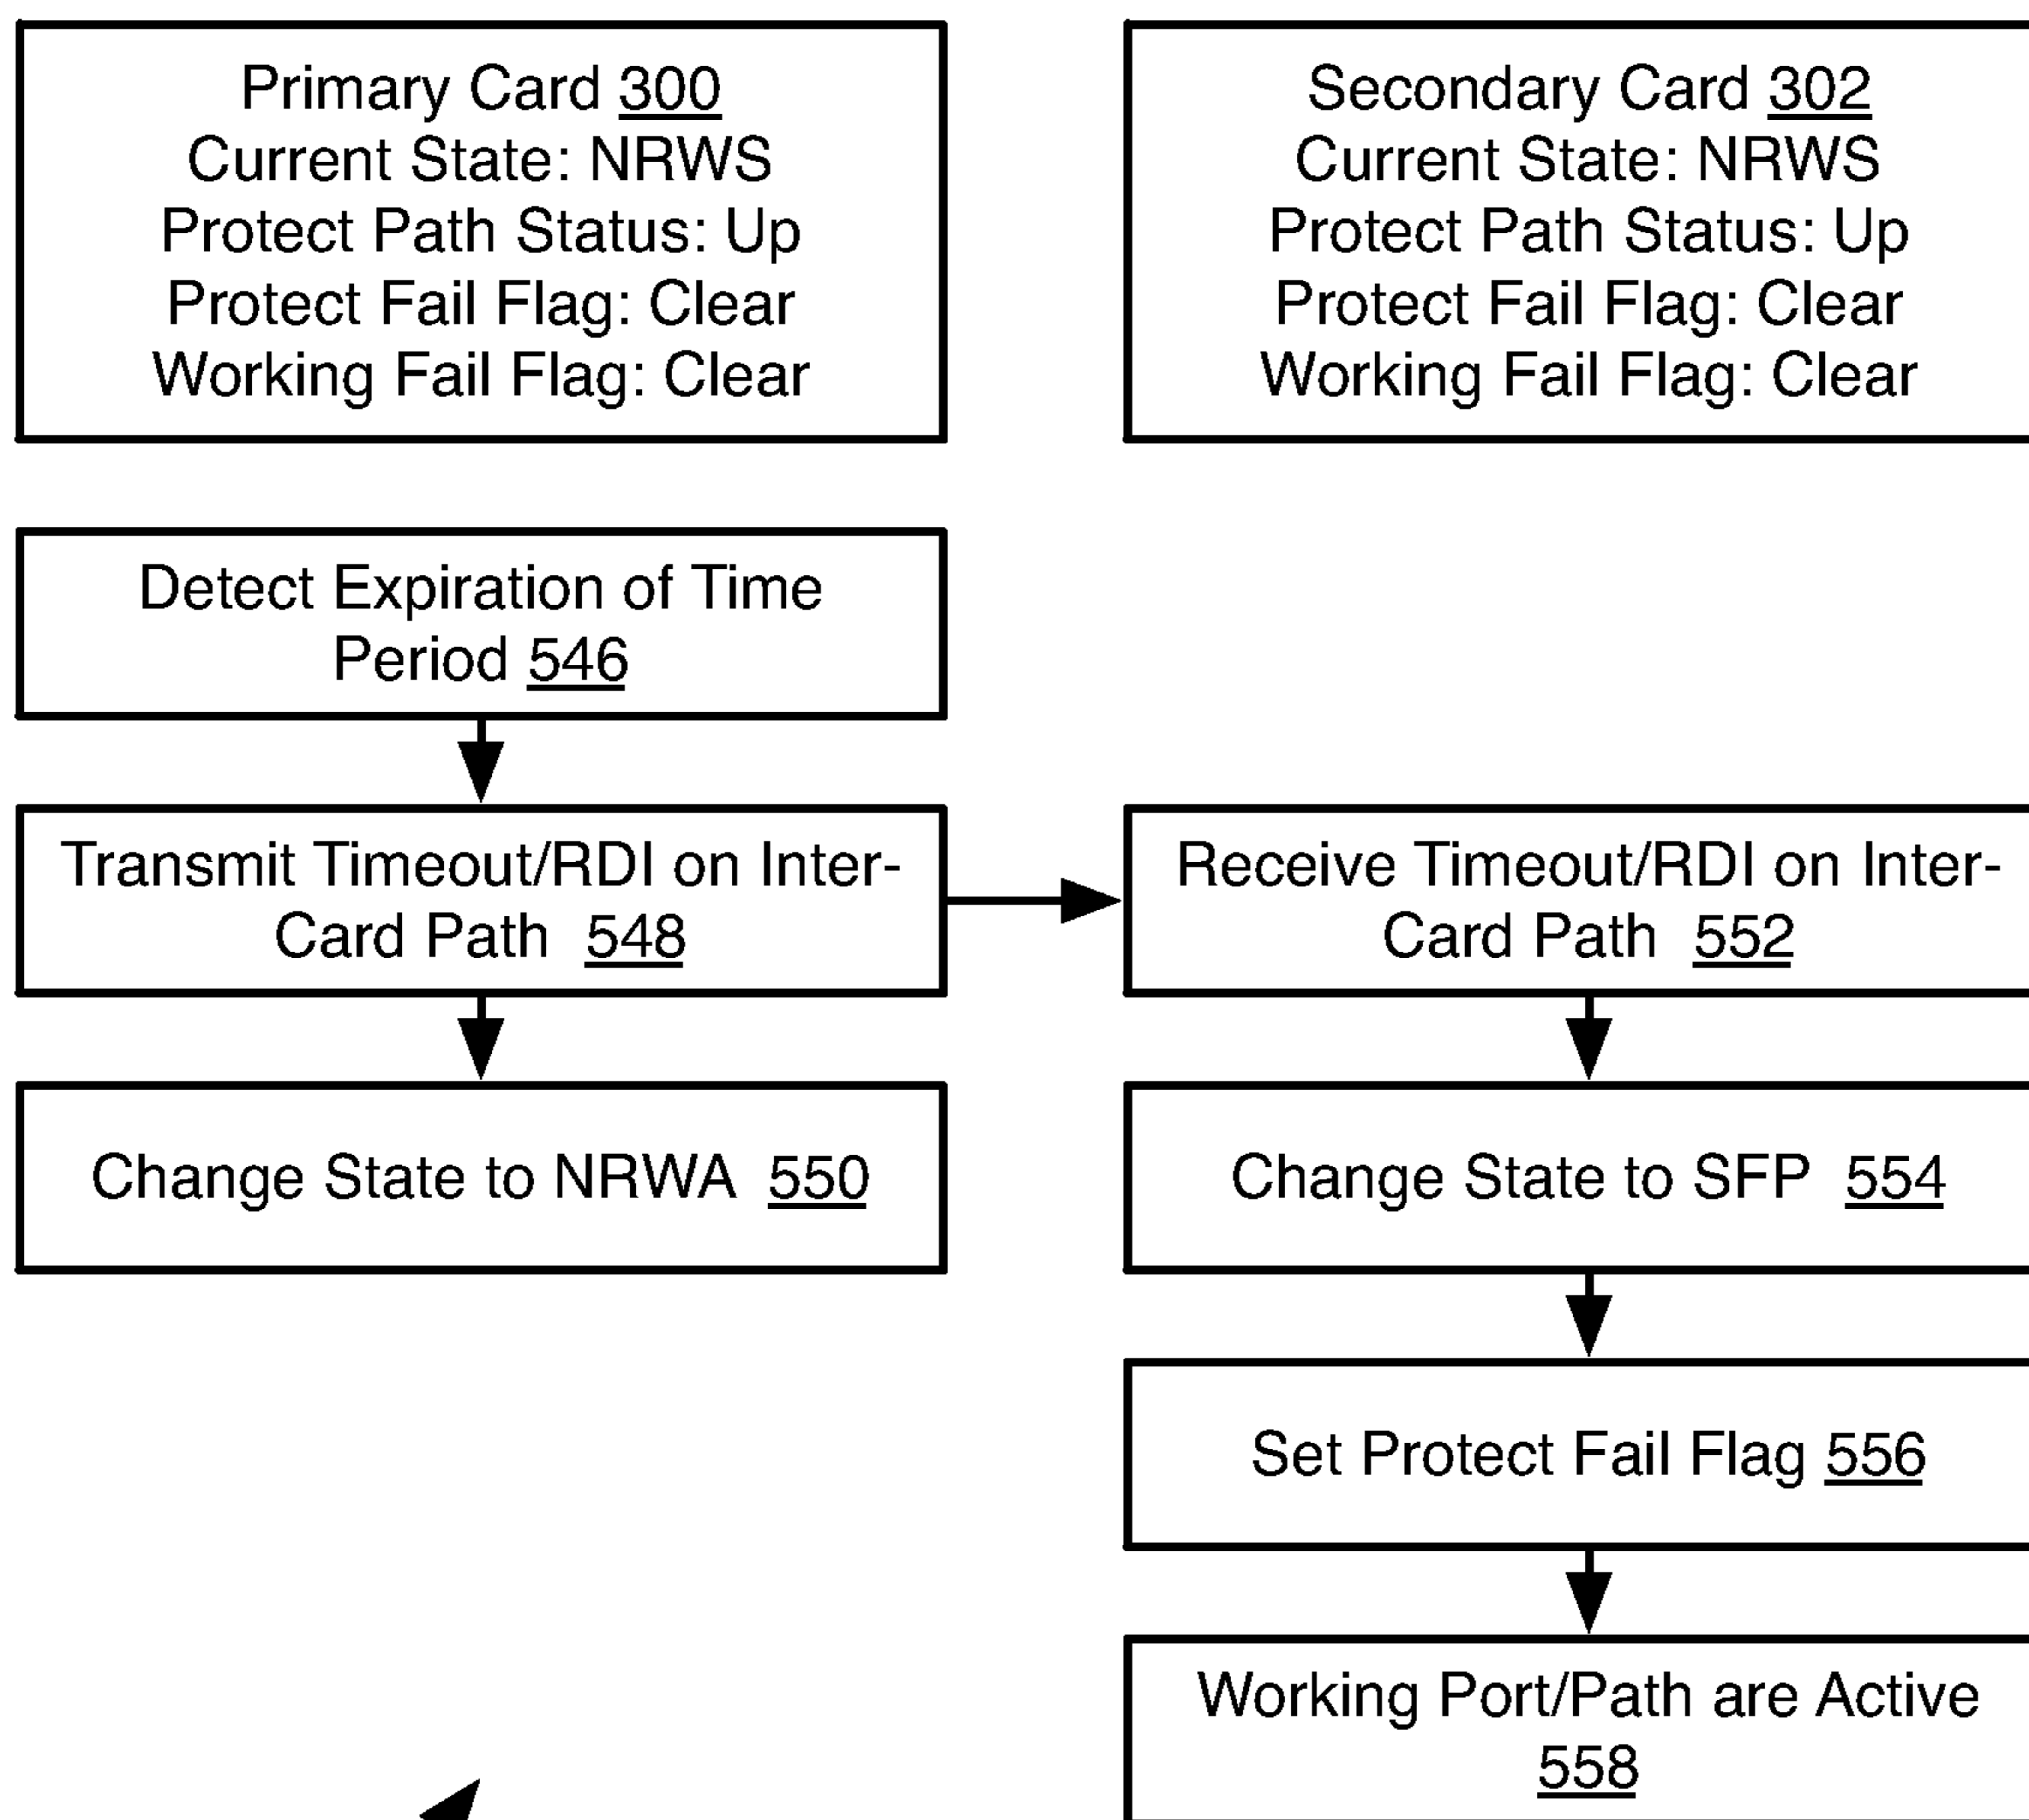 Primary Card 300
Current State: NRWS
Protect Path Status: Up
Protect Fail Flag: Clear
Working Fail Flag: Clear
Secondary Card 302
Current State: NRWS
Protect Path Status: Up
Protect Fail Flag: Clear
Working Fail Flag: Clear
Detect Expiration of Time
Period 546
Transmit Timeout/RDI on Inter-
Card Path 548
Receive Timeout/RDI on Inter-
Card Path 552
Change State to NRWA 550
Change State to SFP 554
Set Protect Fail Flag 556
Working Port/Path are Active
558